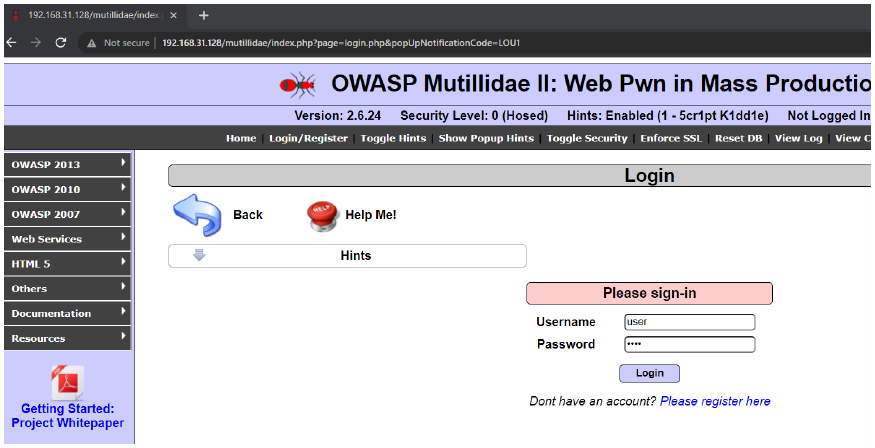 192.168.31.128/mutillidae/index.p
Not secure 192.168.31.128/mutillidae/index.php?page=login.php&popUpNotificationCode=LOU1
OWASP Mutillidae II: Web Pwn in Mass Productio
Version: 2.6.24 Security Level: 0 (Hosed) Hints: Enabled (1 - 5cr1pt K1dd1e) Not Logged In
Home | Login/Register | Toggle Hints | Show Popup Hints | Toggle Security | Enforce SSL | Reset DB | View Log | View C
OWASP 2013
OWASP 2010
OWASP 2007
Web Services
HTML 5
Others
Documentation
Resources
Getting Started:
Project Whitepaper
Login
Back
HELP
Help Me!
Hints
Please sign-in
Username user
Password ••••
Login
Dont have an account? Please register here